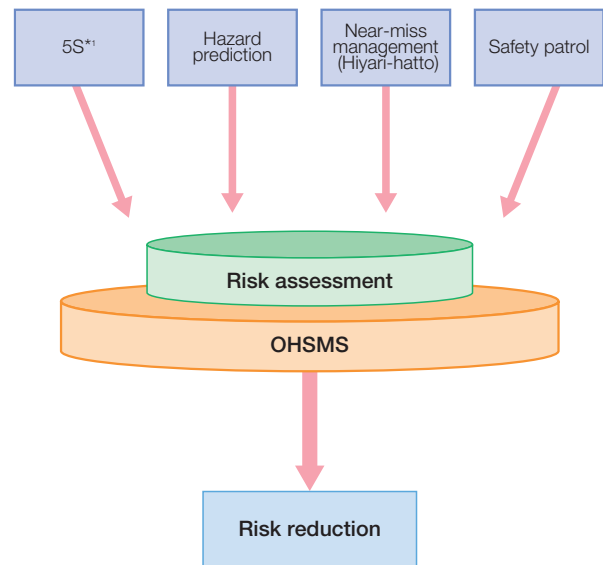 5S*1
Hazard
prediction
Near-miss
management
(Hiyari-hatto)
Safety patrol
Risk assessment
OHSMS
Risk reduction